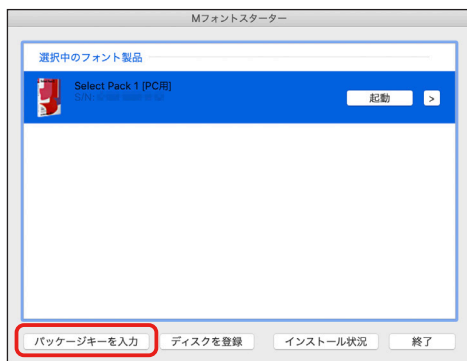 Mフォントスターター
選択中のフォント製品
Select Pack 1 [PC用]
S/N:
起動 >
パッケージキーを入力 ディスクを登録 インストール状況 終了